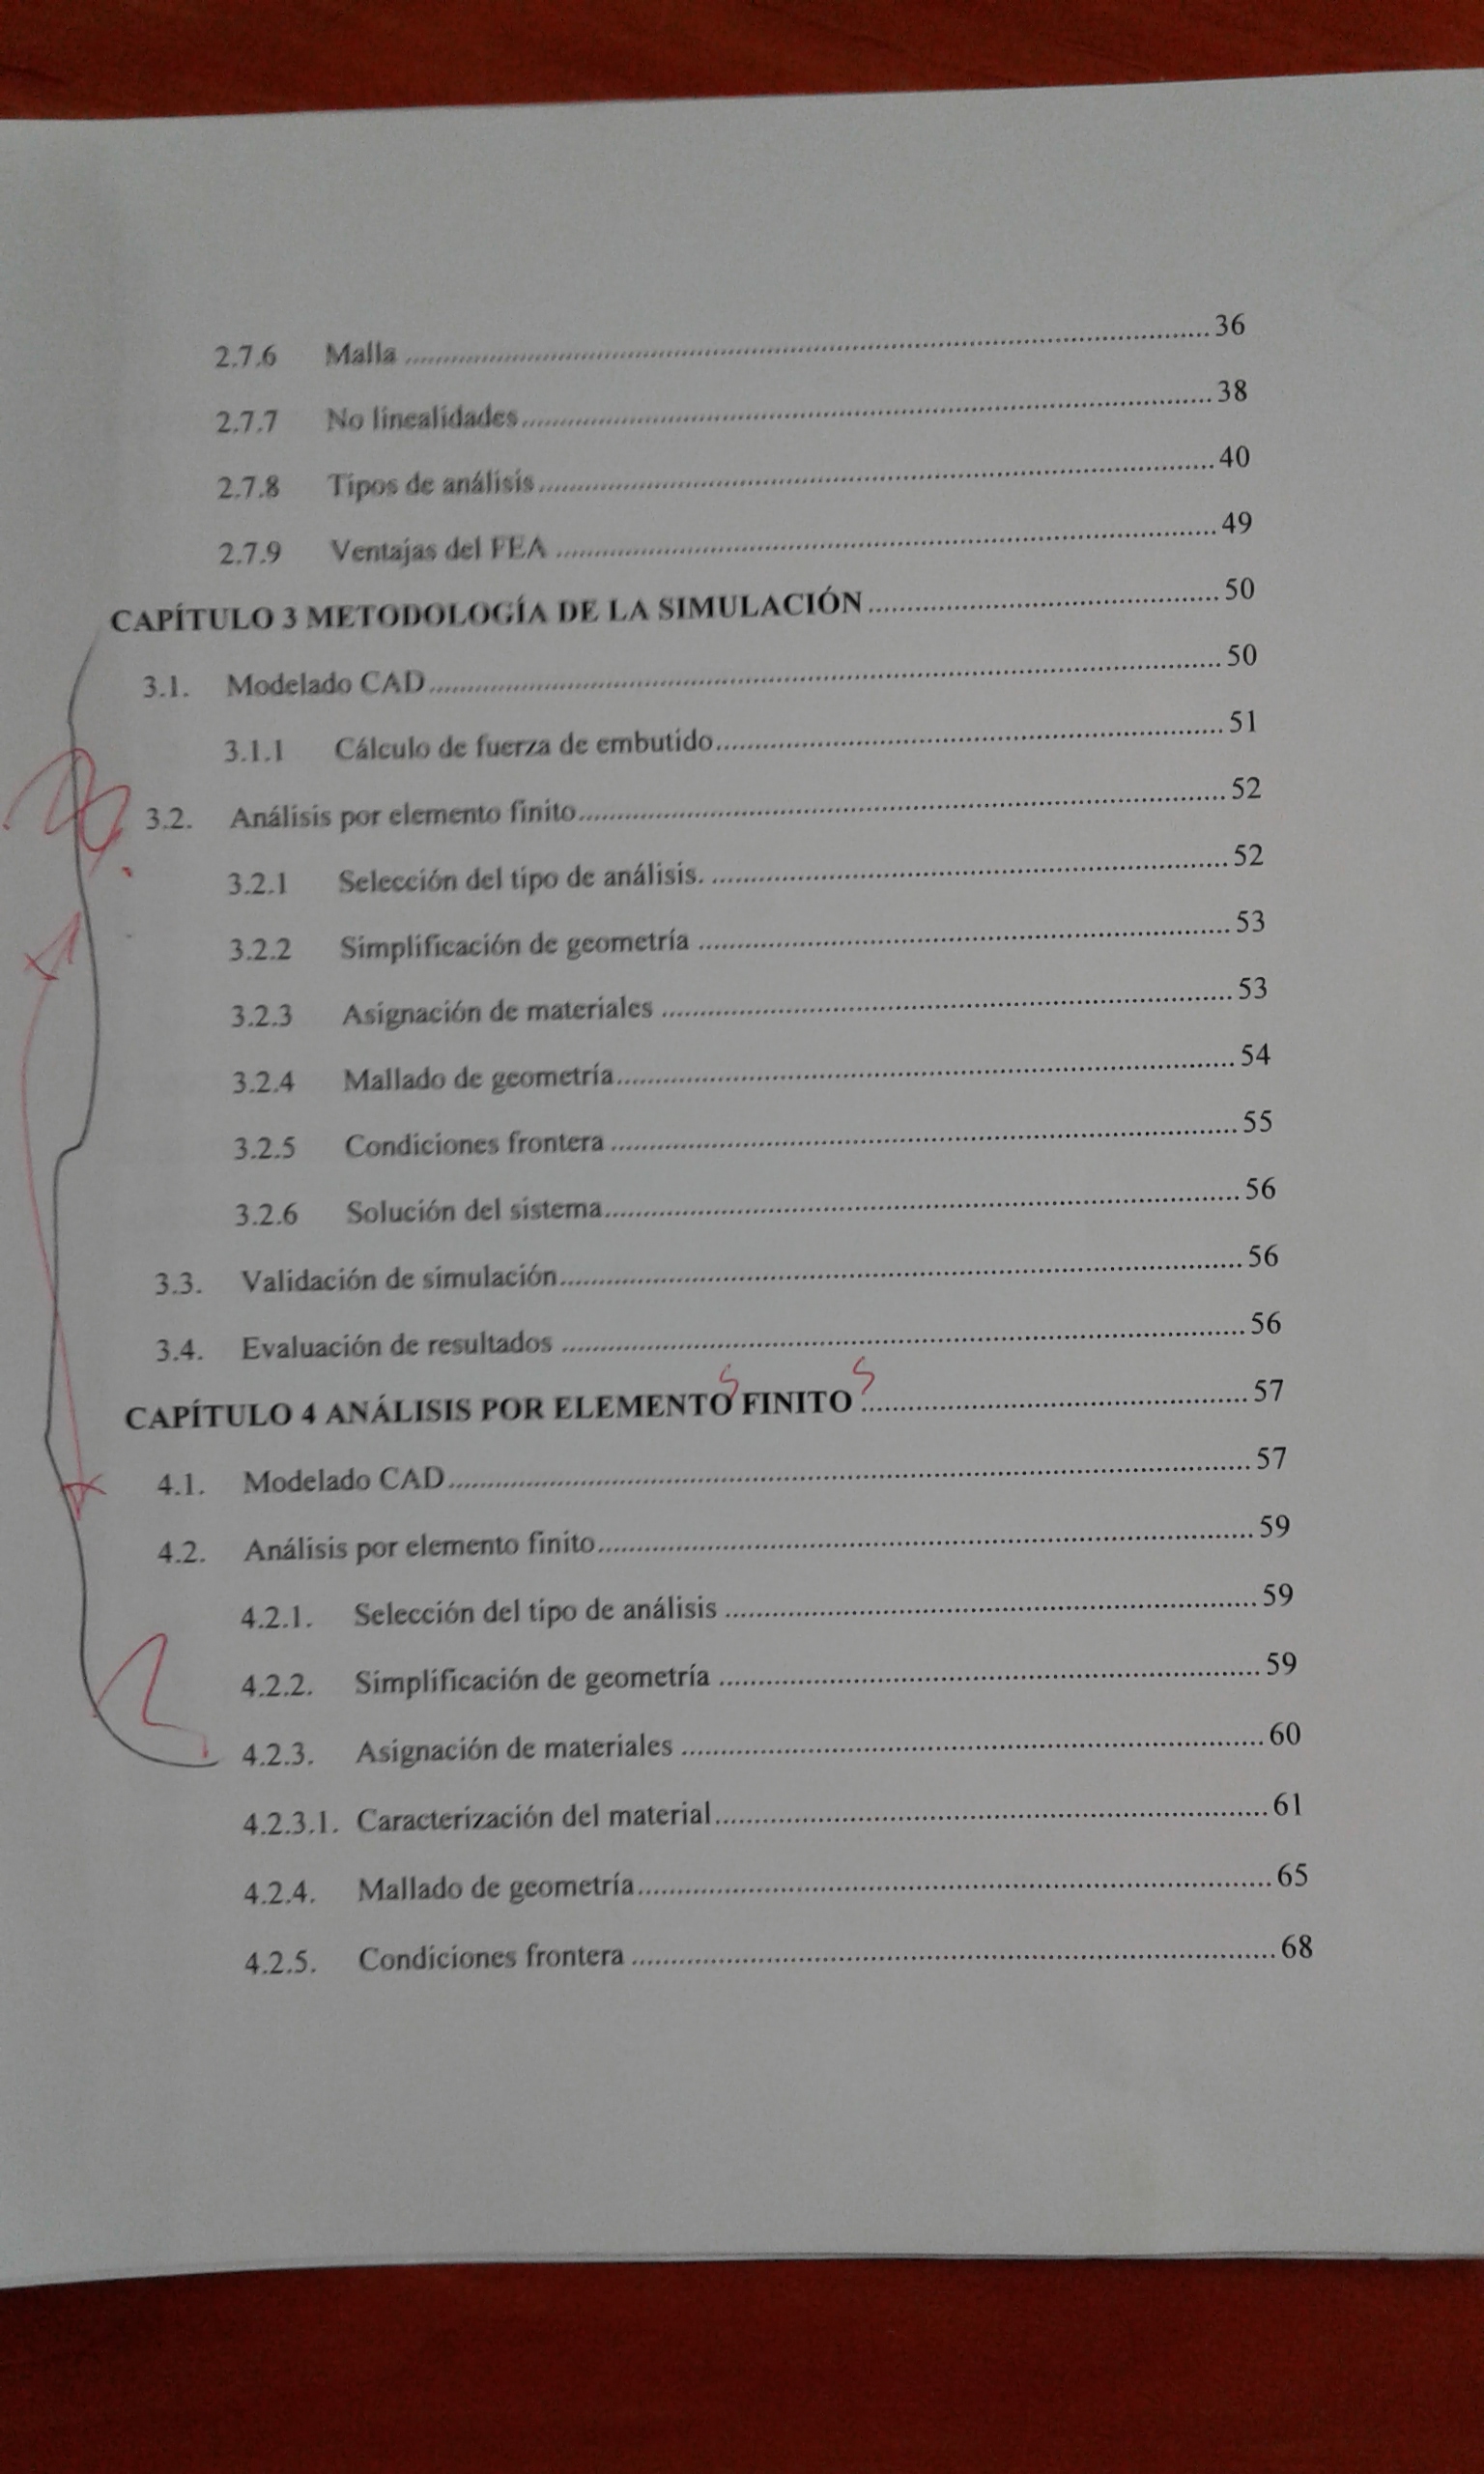 2.7.6 Malla ........ 36
2.7.7 No linealidades ........ 38
2.7.8 Tipos de análisis ........ 40
2.7.9 Ventajas del FEA ........ 49
CAPÍTULO 3 METODOLOGÍA DE LA SIMULACIÓN ........ 50
3.1. Modelado CAD ........ 50
3.1.1 Cálculo de fuerza de embutido ........ 51
3.2. Análisis por elemento finito ........ 52
3.2.1 Selección del tipo de análisis. ........ 52
3.2.2 Simplificación de geometría ........ 53
3.2.3 Asignación de materiales ........ 53
3.2.4 Mallado de geometría ........ 54
3.2.5 Condiciones frontera ........ 55
3.2.6 Solución del sistema ........ 56
3.3. Validación de simulación ........ 56
3.4. Evaluación de resultados ........ 56
CAPÍTULO 4 ANÁLISIS POR ELEMENTOS FINITOS ........ 57
4.1. Modelado CAD ........ 57
4.2. Análisis por elemento finito ........ 59
4.2.1. Selección del tipo de análisis ........ 59
4.2.2. Simplificación de geometría ........ 59
4.2.3. Asignación de materiales ........ 60
4.2.3.1. Caracterización del material ........ 61
4.2.4. Mallado de geometría ........ 65
4.2.5. Condiciones frontera ........ 68